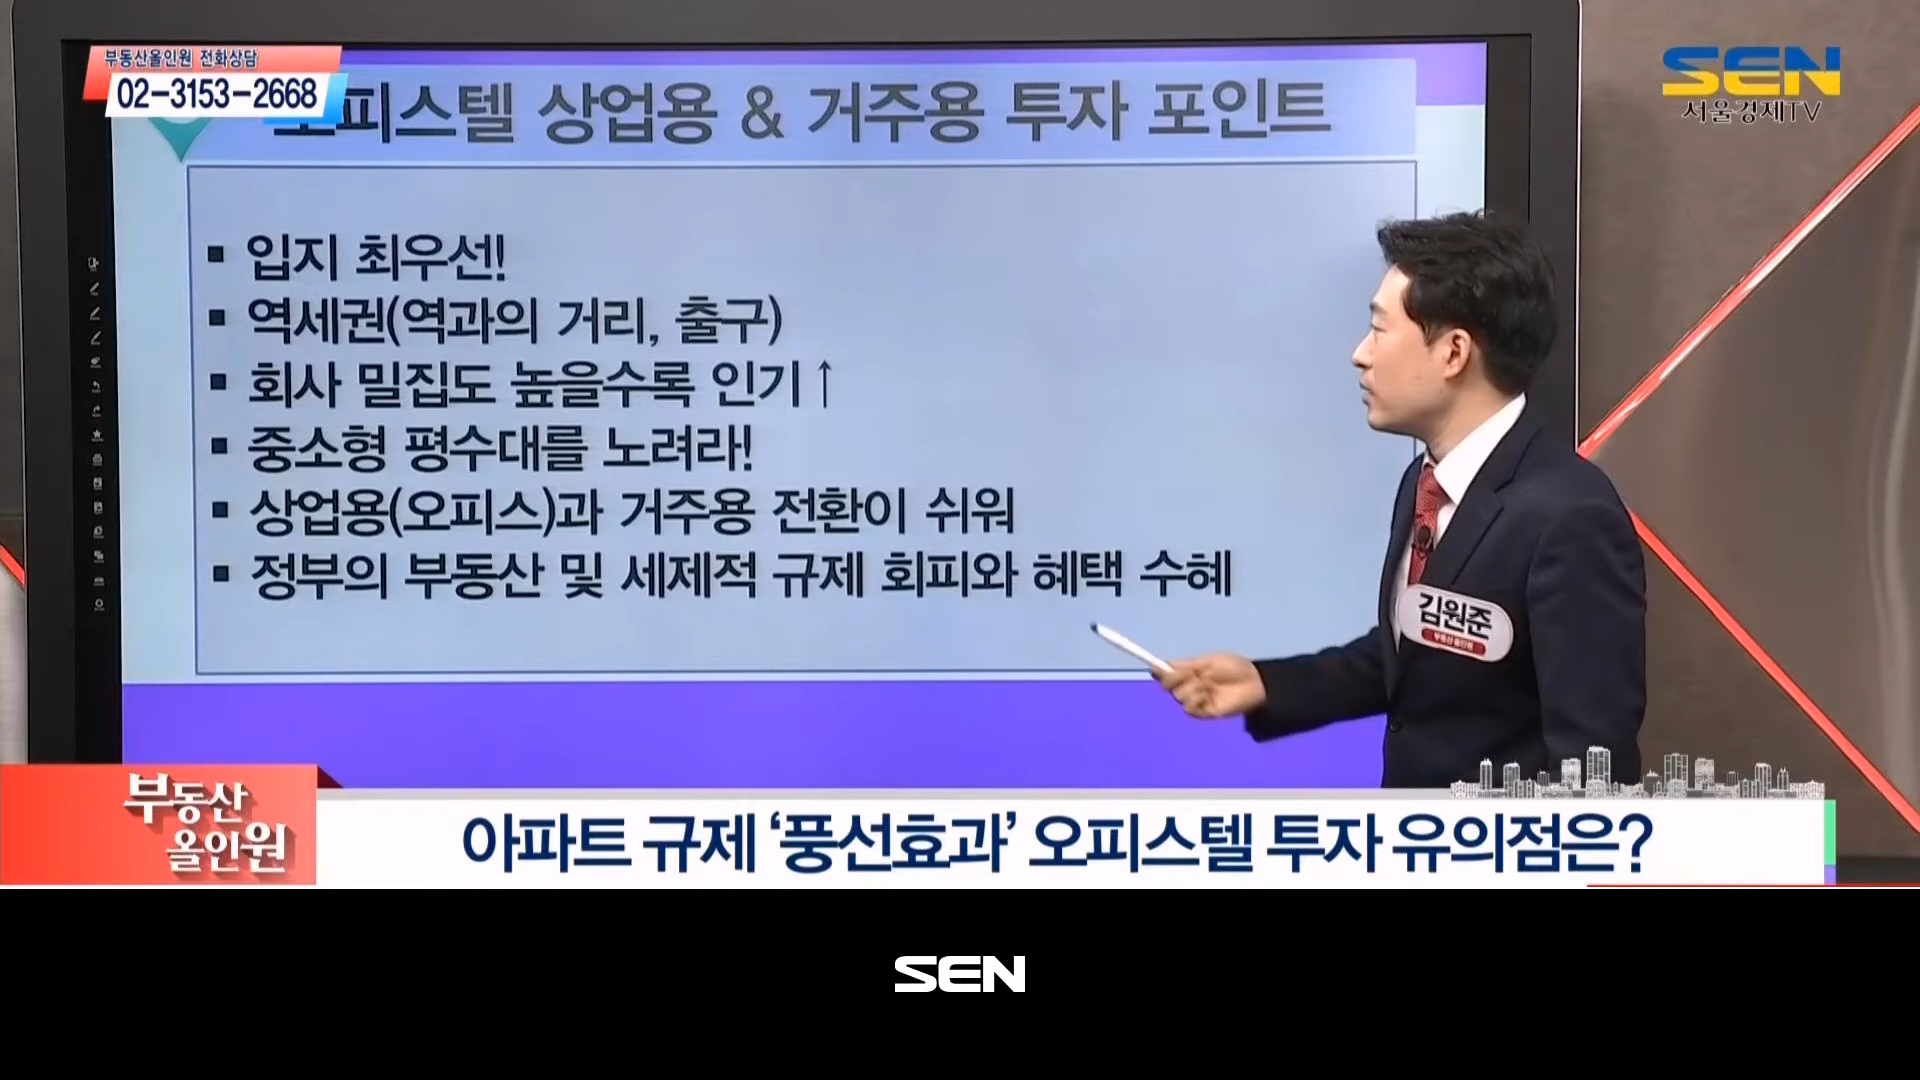 부동산올인원 전화상담
02-3153-2668
SEN
서울경제TV
오피스텔 상업용 & 거주용 투자 포인트
▪ 입지 최우선!
▪ 역세권(역과의 거리, 출구)
▪ 회사 밀집도 높을수록 인기↑
▪ 중소형 평수대를 노려라!
▪ 상업용(오피스)과 거주용 전환이 쉬워
▪ 정부의 부동산 및 세제적 규제 회피와 혜택 수혜
김원준
부동산 올인원
부동산
올인원
아파트 규제 ‘풍선효과’ 오피스텔 투자 유의점은?
SEN